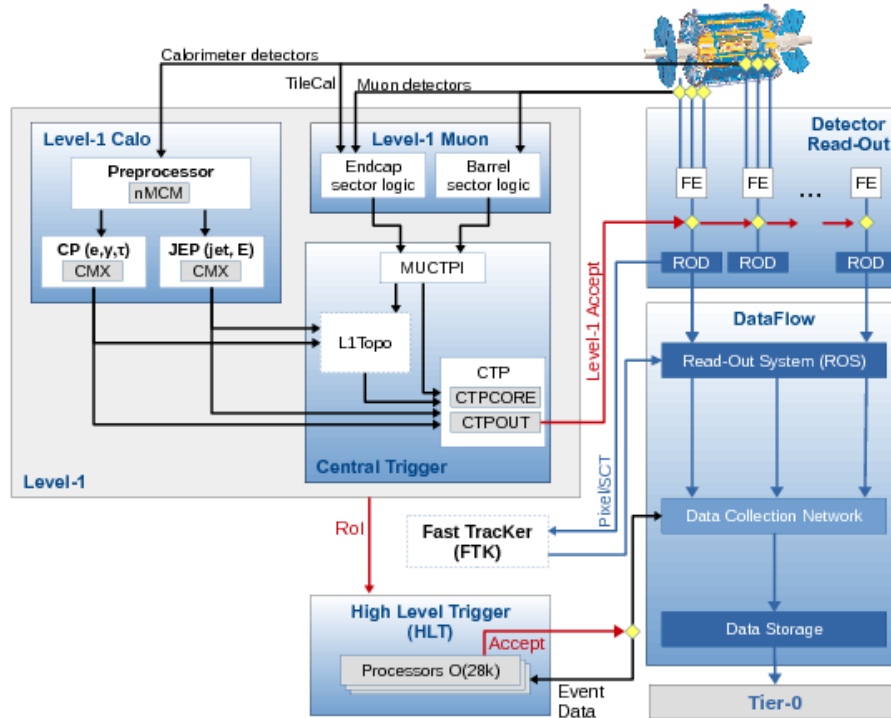 Calorimeter detectors
TileCal
Muon detectors
Level-1 Calo
Preprocessor
nMCM
CP (e,γ,τ)
CMX
JEP (jet, E)
CMX
Level-1 Muon
Endcap
sector logic
Barrel
sector logic
MUCTPI
L1Topo
CTP
CTPCORE
CTPOUT
Central Trigger
Level-1
Level-1 Accept
Detector
Read-Out
FE
FE
...
FE
ROD
ROD
ROD
DataFlow
Read-Out System (ROS)
Pixel/SCT
Data Collection Network
RoI
Fast TracKer
(FTK)
High Level Trigger
(HLT)
Accept
Processors O(28k)
Event
Data
Data Storage
Tier-0